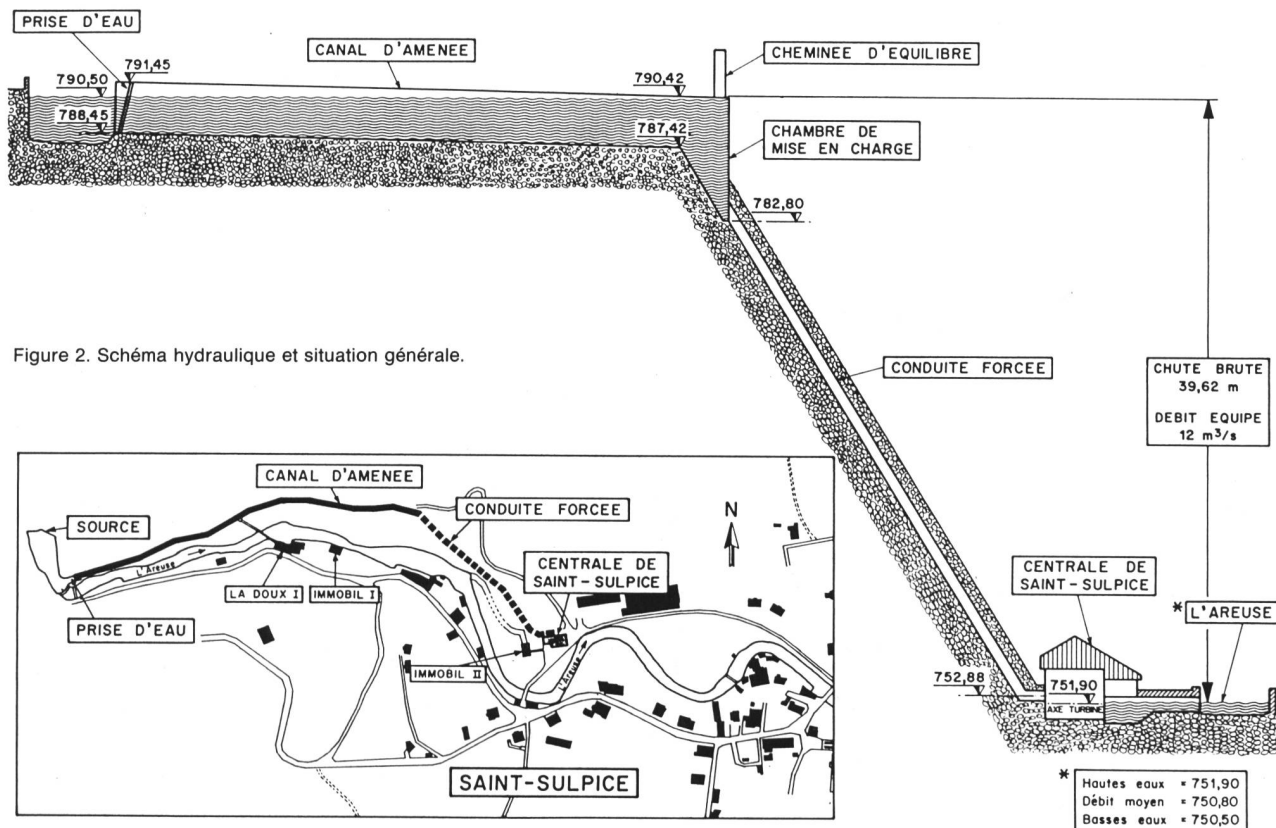 PRISE D'EAU
CANAL D'AMENEE
CHEMINEE D'EQUILIBRE
791,45
790,50
790,42
788,45
787,42
CHAMBRE DE
MISE EN CHARGE
782,80
Figure 2. Schéma hydraulique et situation générale.
CONDUITE FORCEE
CHUTE BRUTE
39,62 m
DEBIT EQUIPE
12 m³/s
CANAL D'AMENEE
CONDUITE FORCEE
SOURCE
N
L'Areuse
CENTRALE DE
SAINT-SULPICE
LA DOUX I
IMMOBIL I
PRISE D'EAU
IMMOBIL II
L'Areuse
SAINT-SULPICE
CENTRALE DE
SAINT-SULPICE
* L'AREUSE
752,88
751,90
AXE TURBINE
*
Hautes eaux = 751,90
Débit moyen = 750,80
Basses eaux = 750,50